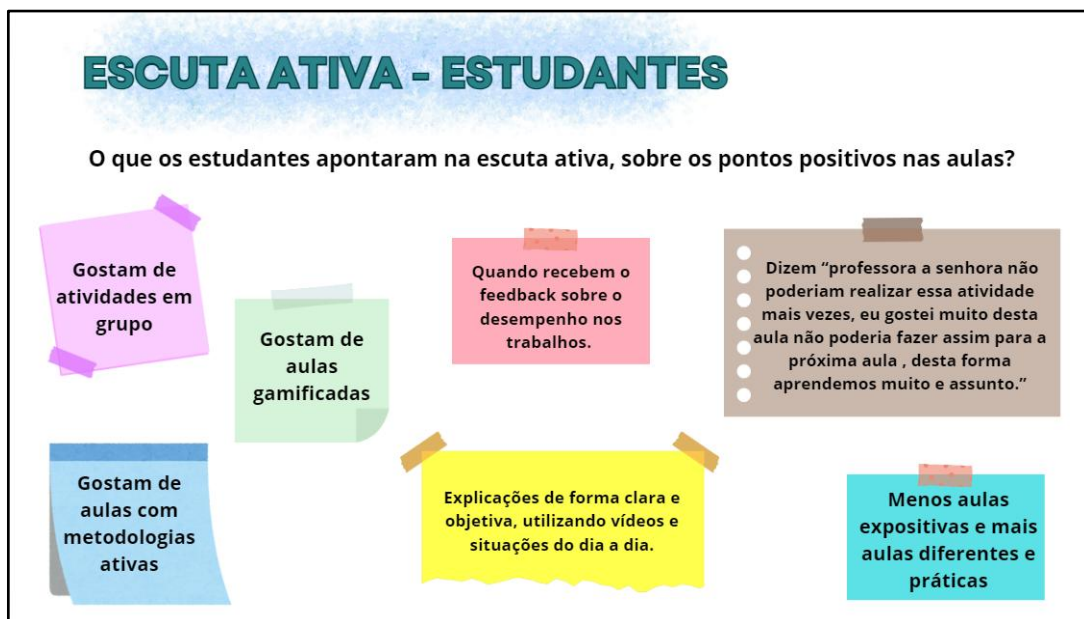 ESCUTA ATIVA - ESTUDANTES
O que os estudantes apontaram na escuta ativa, sobre os pontos positivos nas aulas?
Gostam de
atividades em
grupo
Gostam de
aulas
gamificadas
Quando recebem o
feedback sobre o
desempenho nos
trabalhos.
Dizem “professora a senhora não
poderiam realizar essa atividade
mais vezes, eu gostei muito desta
aula não poderia fazer assim para a
próxima aula , desta forma
aprendemos muito e assunto.”
Gostam de
aulas com
metodologias
ativas
Explicações de forma clara e
objetiva, utilizando vídeos e
situações do dia a dia.
Menos aulas
expositivas e mais
aulas diferentes e
práticas